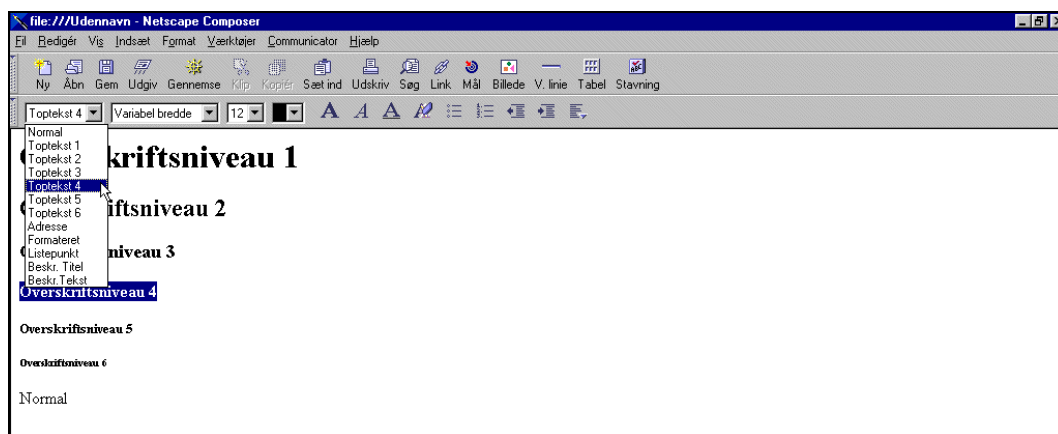 file:///Udennavn - Netscape Composer
Fil Redigér Vis Indsæt Format Værktøjer Communicator Hjælp
Ny Åbn Gem Udgiv Gennemse Klip Kopiér Sæt ind Udskriv Søg Link Mål Billede V. linie Tabel Stavning
Toptekst 4 Variabel bredde 12
Normal
Toptekst 1
Toptekst 2
Toptekst 3
Toptekst 4
Toptekst 5
Toptekst 6
Adresse
Formateret
Listepunkt
Beskr. Titel
Beskr.Tekst
kriftsniveau 1
iftsniveau 2
niveau 3
Overskriftsniveau 4
Overskriftsniveau 5
Overskriftsniveau 6
Normal